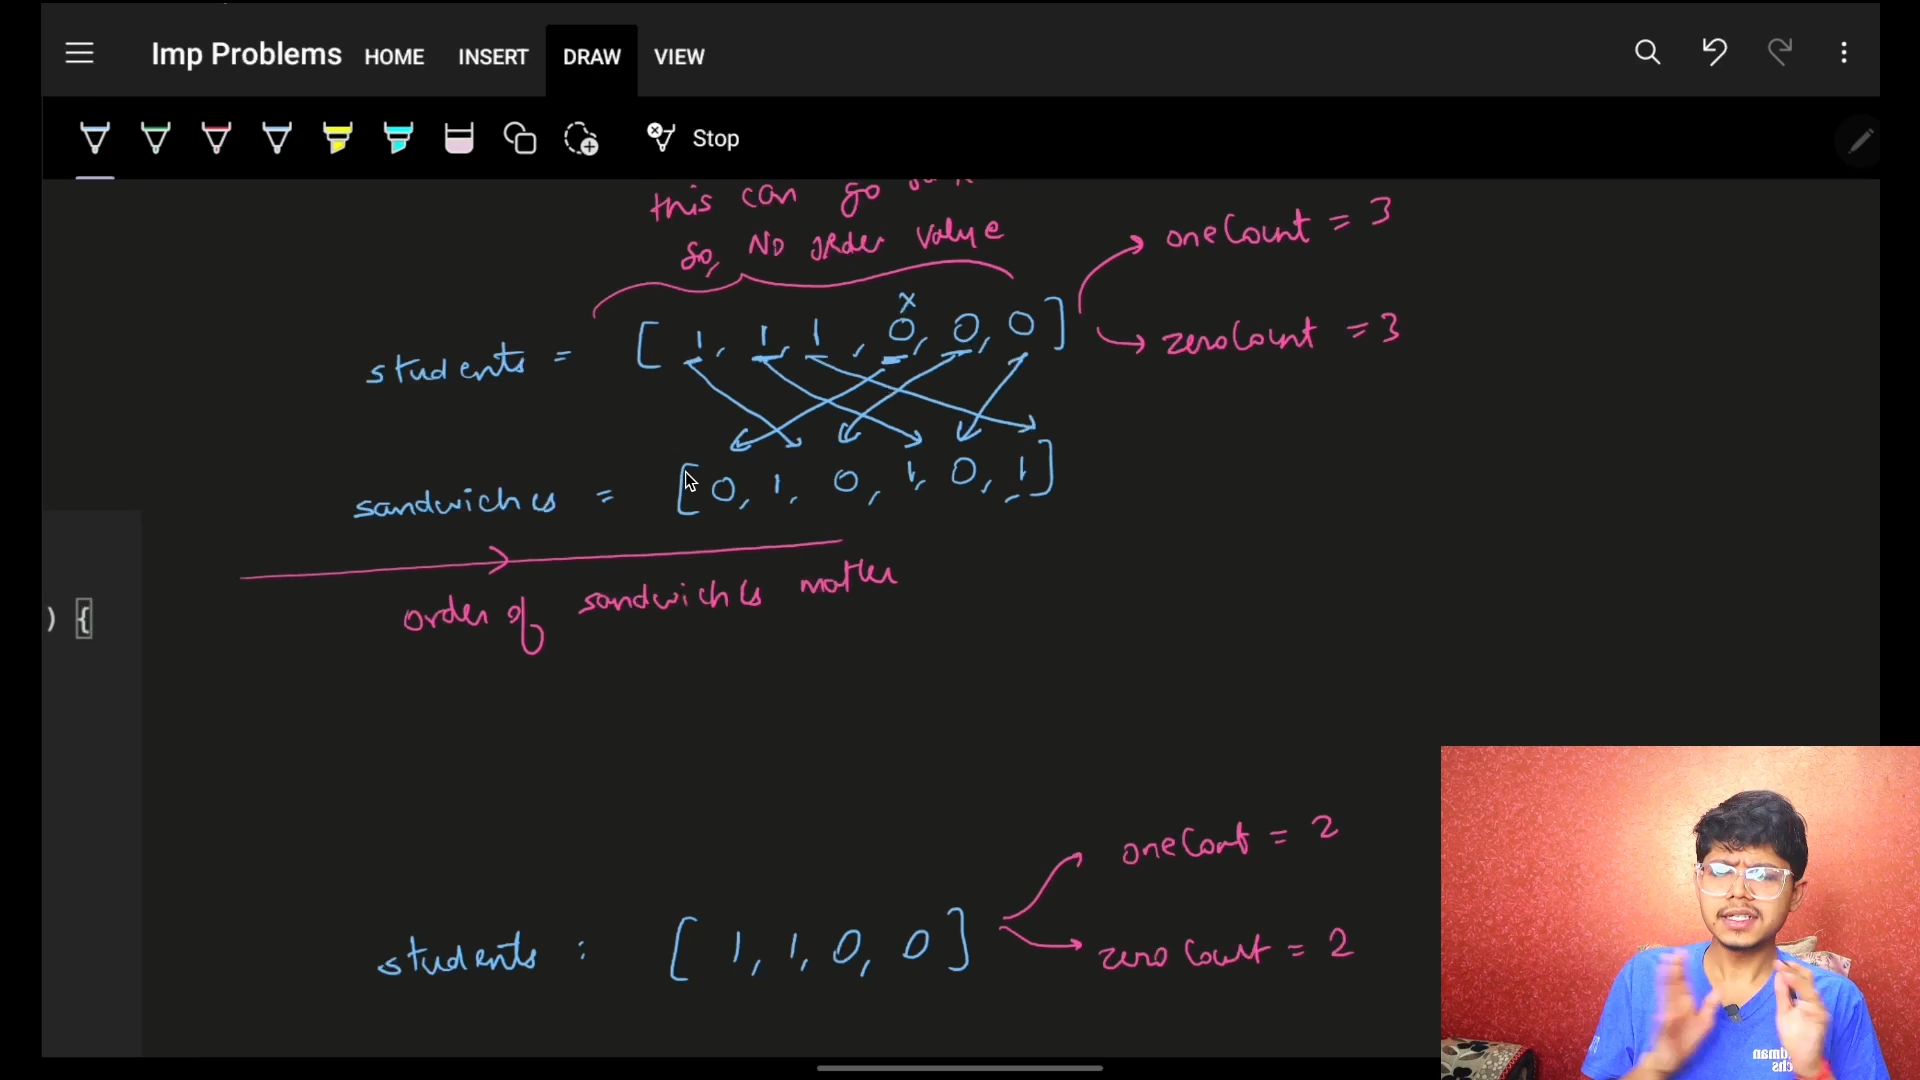 Imp Problems HOME INSERT DRAW VIEW
Stop
this can go
so, No order value
oneCount = 3
x
students = [ 1, 1, 1, 0, 0, 0 ]
zeroCount = 3
sandwiches = [ 0, 1, 0, 1, 0, 1 ]
order of sandwiches matter
) {
oneCont = 2
students : [ 1, 1, 0, 0 ]
zero Count = 2